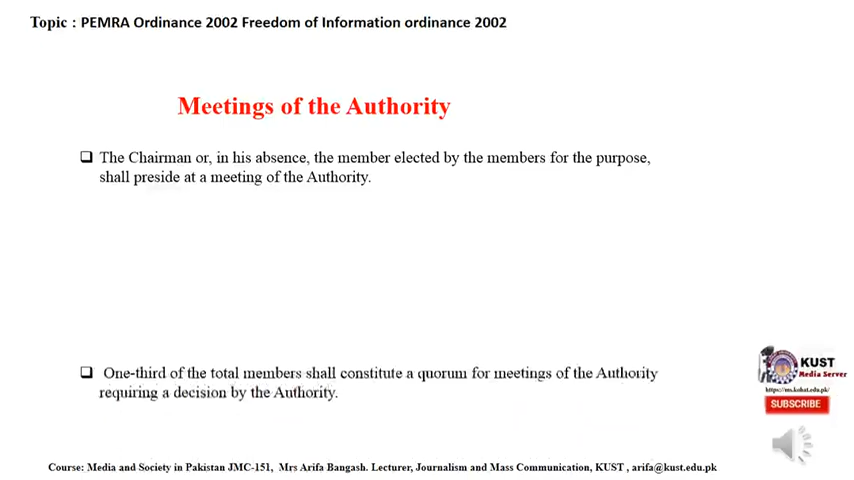 Topic : PEMRA Ordinance 2002 Freedom of Information ordinance 2002
Meetings of the Authority
The Chairman or, in his absence, the member elected by the members for the purpose,
shall preside at a meeting of the Authority.
One-third of the total members shall constitute a quorum for meetings of the Authority
requiring a decision by the Authority.
KUST
Media Server
https://ms.kohat.edu.pk/
SUBSCRIBE
Course: Media and Society in Pakistan JMC-151, Mrs Arifa Bangash. Lecturer, Journalism and Mass Communication, KUST , arifa@kust.edu.pk